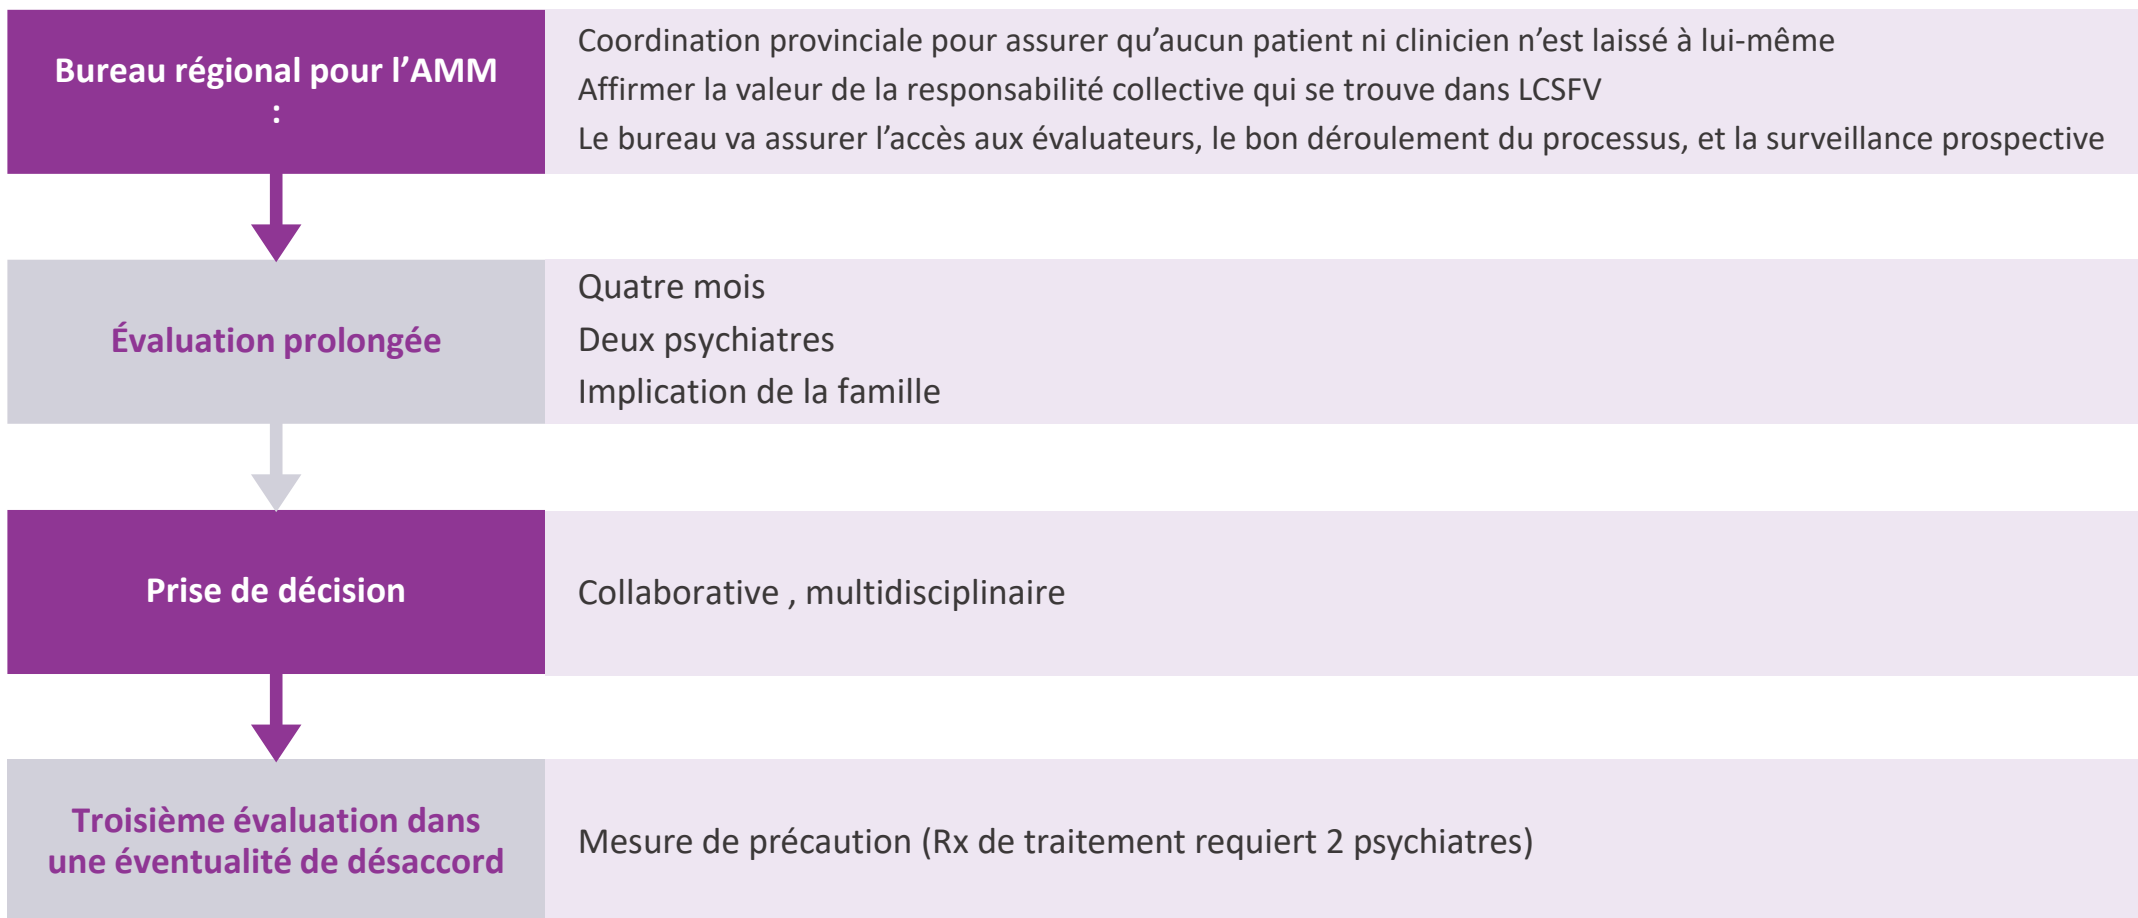 Bureau régional pour l’AMM
:
Coordination provinciale pour assurer qu’aucun patient ni clinicien n’est laissé à lui-même
Affirmer la valeur de la responsabilité collective qui se trouve dans LCSFV
Le bureau va assurer l’accès aux évaluateurs, le bon déroulement du processus, et la surveillance prospective
Évaluation prolongée
Quatre mois
Deux psychiatres
Implication de la famille
Prise de décision
Collaborative , multidisciplinaire
Troisième évaluation dans
une éventualité de désaccord
Mesure de précaution (Rx de traitement requiert 2 psychiatres)